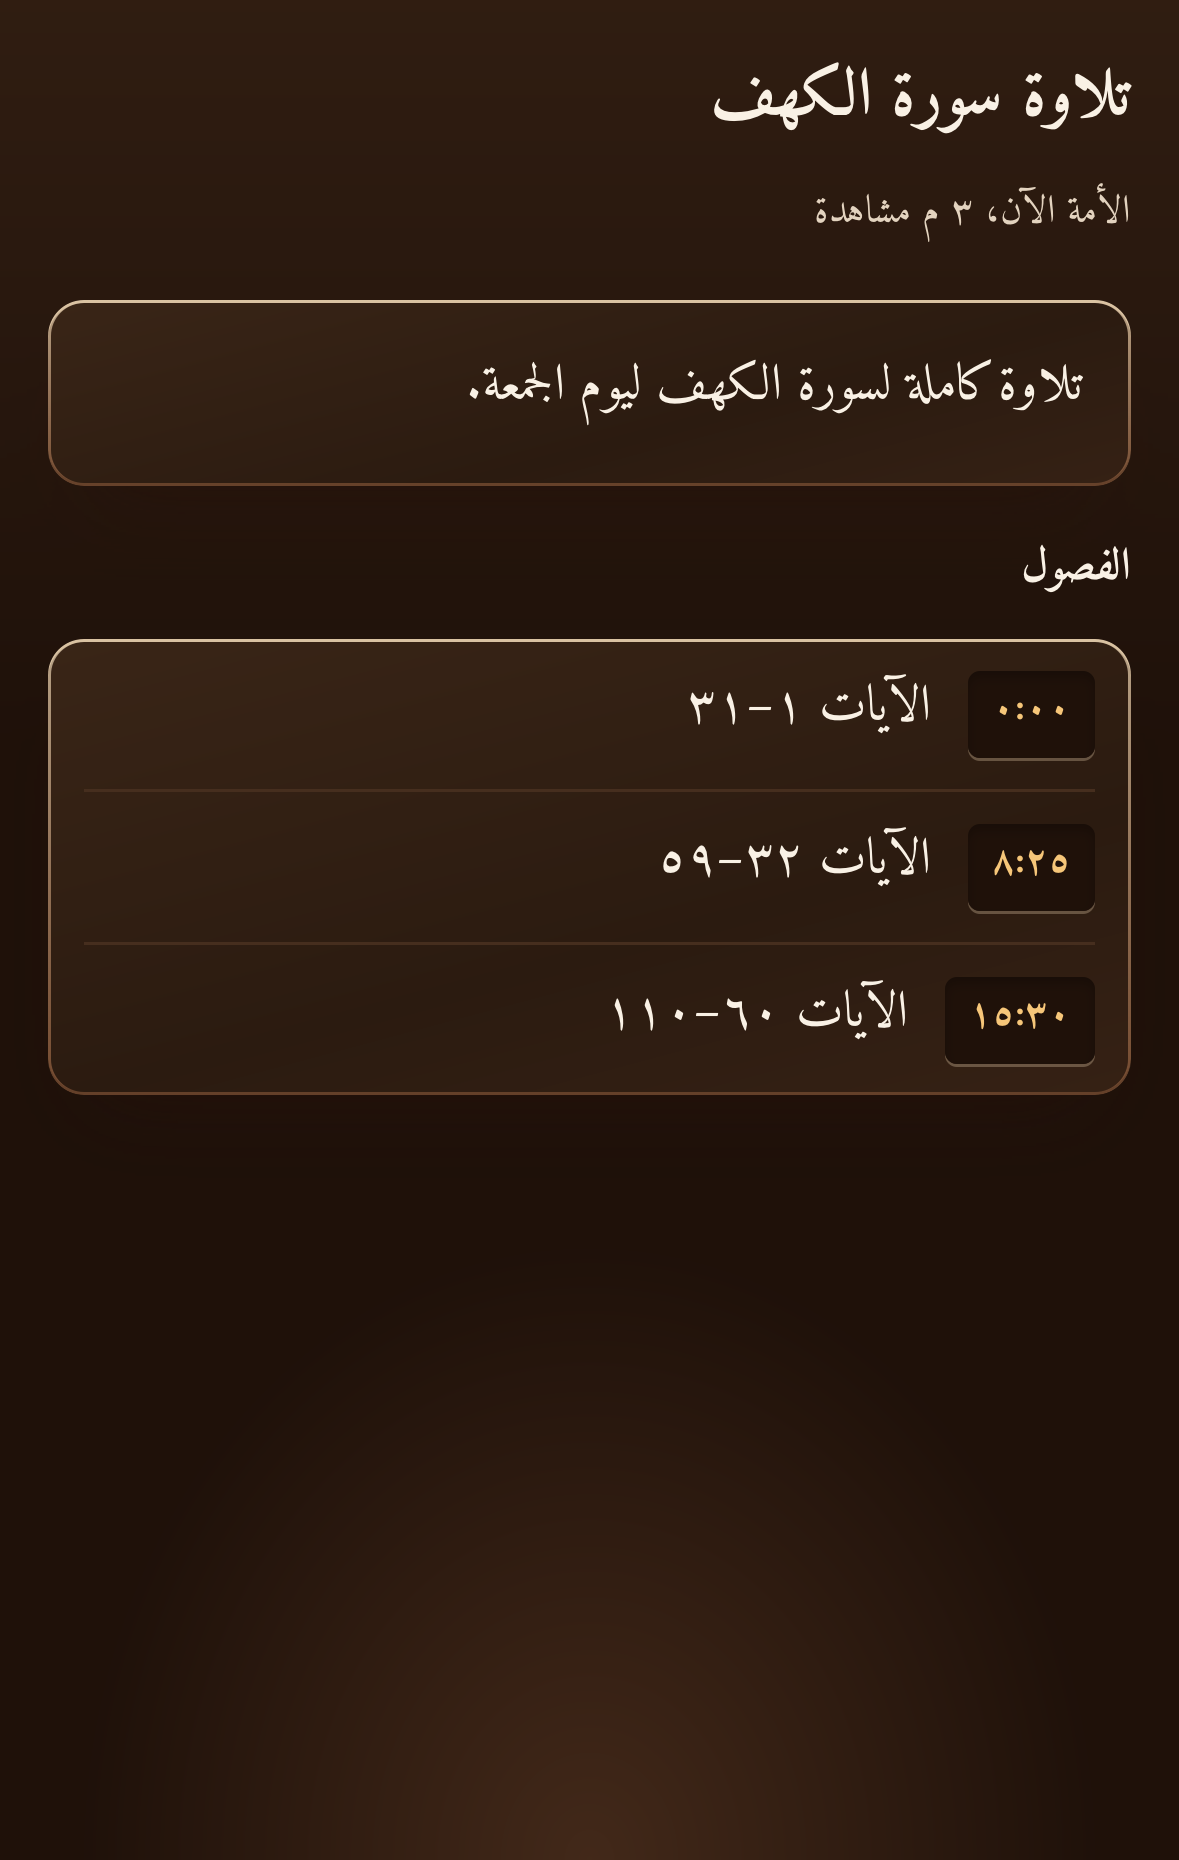 تلاوة سورة الكهف
الأمة الآن، ٣ م مشاهدة
تلاوة كاملة لسورة الكهف ليوم الجمعة.
الفصول
٠:٠٠ الآيات ١–٣١
٨:٢٥ الآيات ٣٢–٥٩
١٥:٣٠ الآيات ٦٠–١١٠